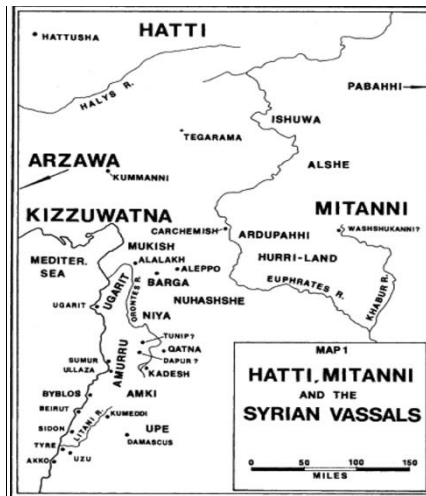 HATTI
HATTUSHA
HALYS R.
PABAHHI
ISHUWA
TEGARAMA
ALSHE
ARZAWA
KUMMANNI
KIZZUWATNA
MITANNI
CARCHEMISH
ARDUPAHHI
WASHSHUKANNI?
MUKISH
HURRI-LAND
MEDITER.
SEA
ALALAKH
ALEPPO
BARGA
EUPHRATES R.
KHABUR R.
UGARIT
ORONTES R.
NUHASHSHE
UGARIT
NIYA
TUNIP?
QATNA
DAPUR?
SUMUR
ULLAZA
AMURRU
KADESH
BYBLOS
AMKI
BEIRUT
KUMEDDI
SIDON
LITANI R.
UPE
TYRE
DAMASCUS
AKKO
UZU
MAP 1
HATTI, MITANNI
AND THE
SYRIAN VASSALS
0 50 100 150
MILES